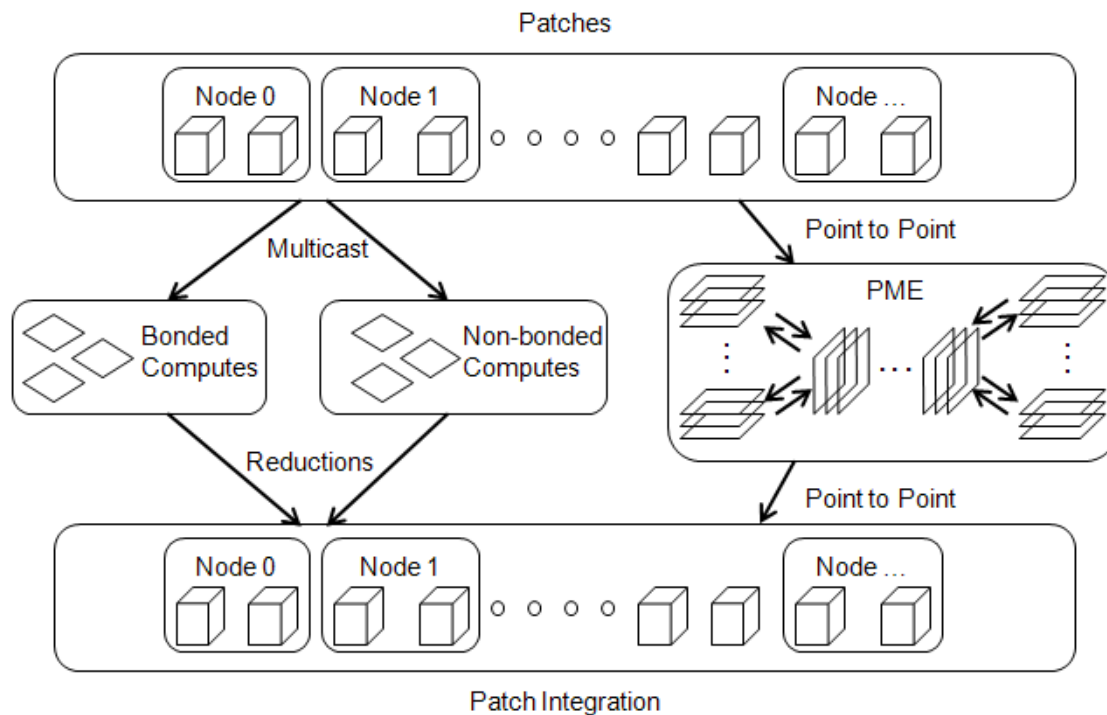 Patches
Node 0
Node 1
Node ...
Multicast
Point to Point
PME
Bonded
Computes
Non-bonded
Computes
Reductions
Point to Point
Node 0
Node 1
Node ...
Patch Integration